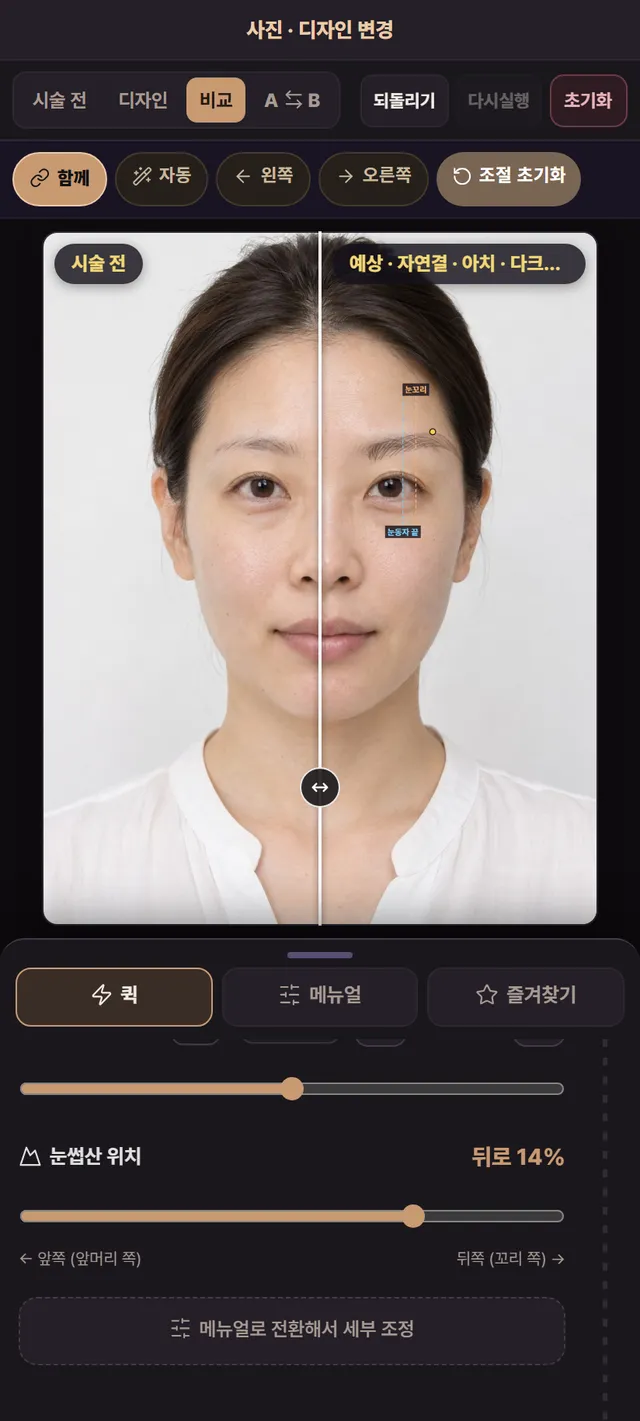 사진 · 디자인 변경
시술 전 디자인 비교 A ⇆ B 되돌리기 다시실행 초기화
함께 자동 ← 왼쪽 → 오른쪽 조절 초기화
시술 전 예상 · 자연결 · 아치 · 다크...
눈꼬리
눈동자 끝
퀵 메뉴얼 즐겨찾기
눈썹산 위치 뒤로 14%
← 앞쪽 (앞머리 쪽) 뒤쪽 (꼬리 쪽) →
메뉴얼로 전환해서 세부 조정